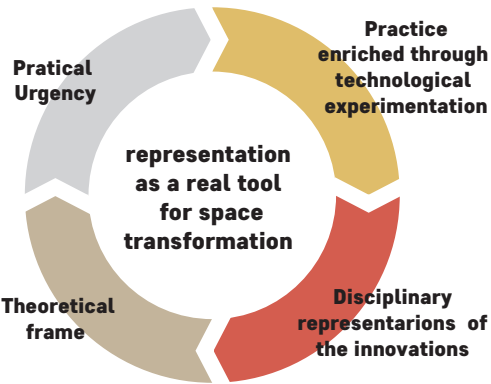 Pratical
Urgency
Practice
enriched through
technological
experimentation
representation
as a real tool
for space
transformation
Theoretical
frame
Disciplinary
representarions of
the innovations